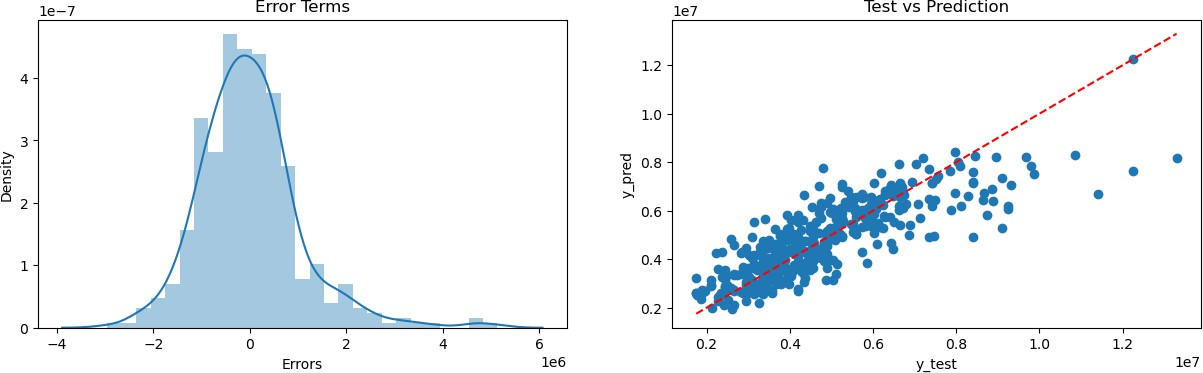 Error Terms
1e−7
4
3
2
1
0
Density
−4 −2 0 2 4 6
1e6
Errors
Test vs Prediction
1e7
1.2
1.0
0.8
0.6
0.4
0.2
y_pred
0.2 0.4 0.6 0.8 1.0 1.2
1e7
y_test